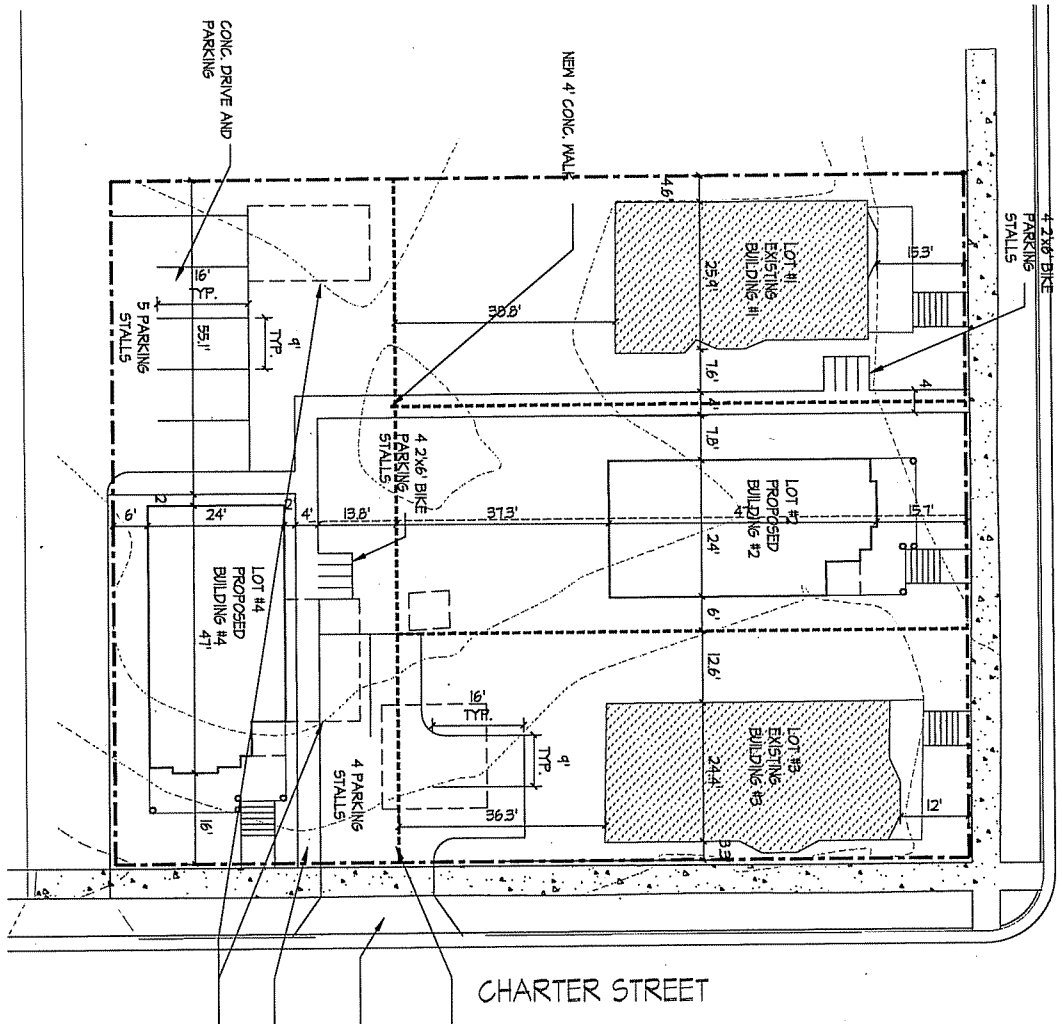 CONC. DRIVE AND
PARKING
NEW 4' CONC. WALK
4 2'x6' BIKE
PARKING
STALLS
4.6'
LOT #1
EXISTING
BUILDING #1
25.9'
15.3'
16'
TYP.
5 PARKING
STALLS
55.1'
9'
TYP.
38.8'
7.6'
4'
4'
7.8'
4 2'x6' BIKE
PARKING
STALLS
LOT #2
PROPOSED
BUILDING #2
2'
2'
6'
24'
4'
13.8'
37.3'
47'
15.7'
24'
LOT #4
PROPOSED
BUILDING #4
47'
6'
12.6'
16'
TYP.
9'
TYP.
LOT #3
EXISTING
BUILDING #3
24.4'
4 PARKING
STALLS
36.3'
12'
16'
3.3'
CHARTER STREET